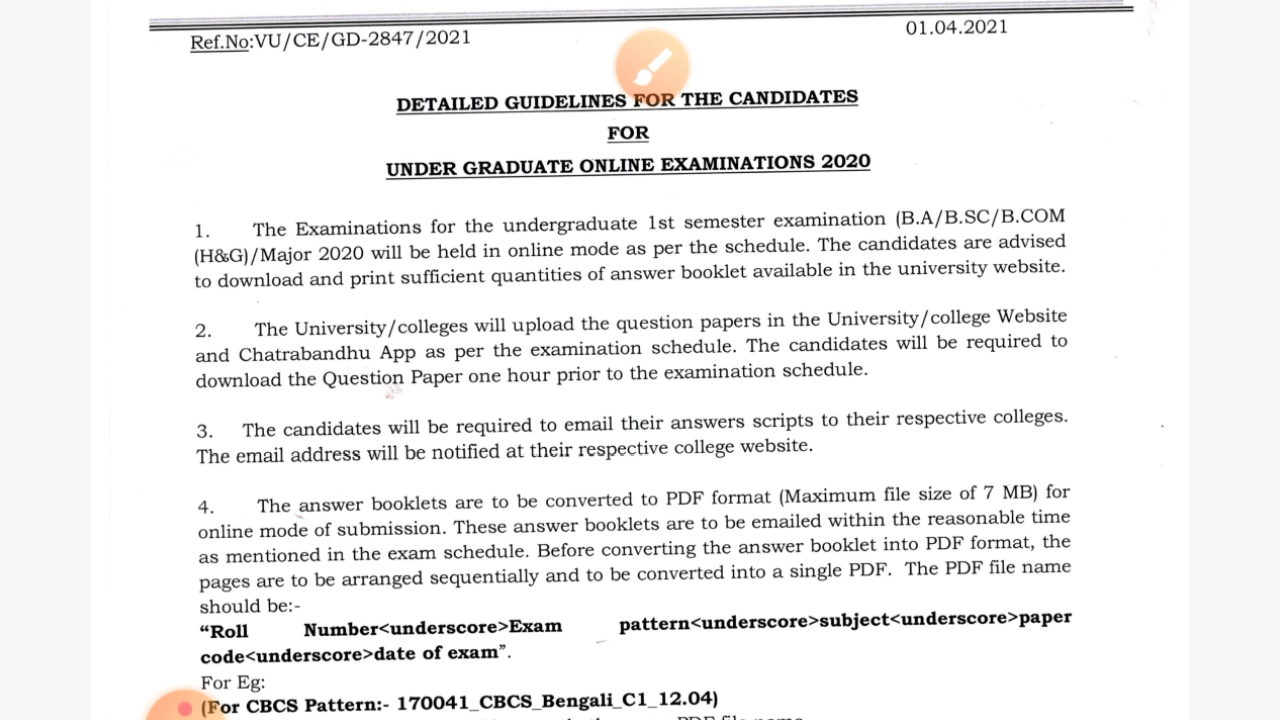 Ref.No:VU/CE/GD-2847/2021
01.04.2021
DETAILED GUIDELINES FOR THE CANDIDATES
FOR
UNDER GRADUATE ONLINE EXAMINATIONS 2020
1. The Examinations for the undergraduate 1st semester examination (B.A/B.SC/B.COM
(H&G)/Major 2020 will be held in online mode as per the schedule. The candidates are advised
to download and print sufficient quantities of answer booklet available in the university website.
2. The University/colleges will upload the question papers in the University/college Website
and Chatrabandhu App as per the examination schedule. The candidates will be required to
download the Question Paper one hour prior to the examination schedule.
3. The candidates will be required to email their answers scripts to their respective colleges.
The email address will be notified at their respective college website.
4. The answer booklets are to be converted to PDF format (Maximum file size of 7 MB) for
online mode of submission. These answer booklets are to be emailed within the reasonable time
as mentioned in the exam schedule. Before converting the answer booklet into PDF format, the
pages are to be arranged sequentially and to be converted into a single PDF. The PDF file name
should be:-
“Roll Number<underscore>Exam pattern<underscore>subject<underscore>paper
code<underscore>date of exam”.
For Eg:
(For CBCS Pattern:- 170041_CBCS_Bengali_C1_12.04)
PDF file name